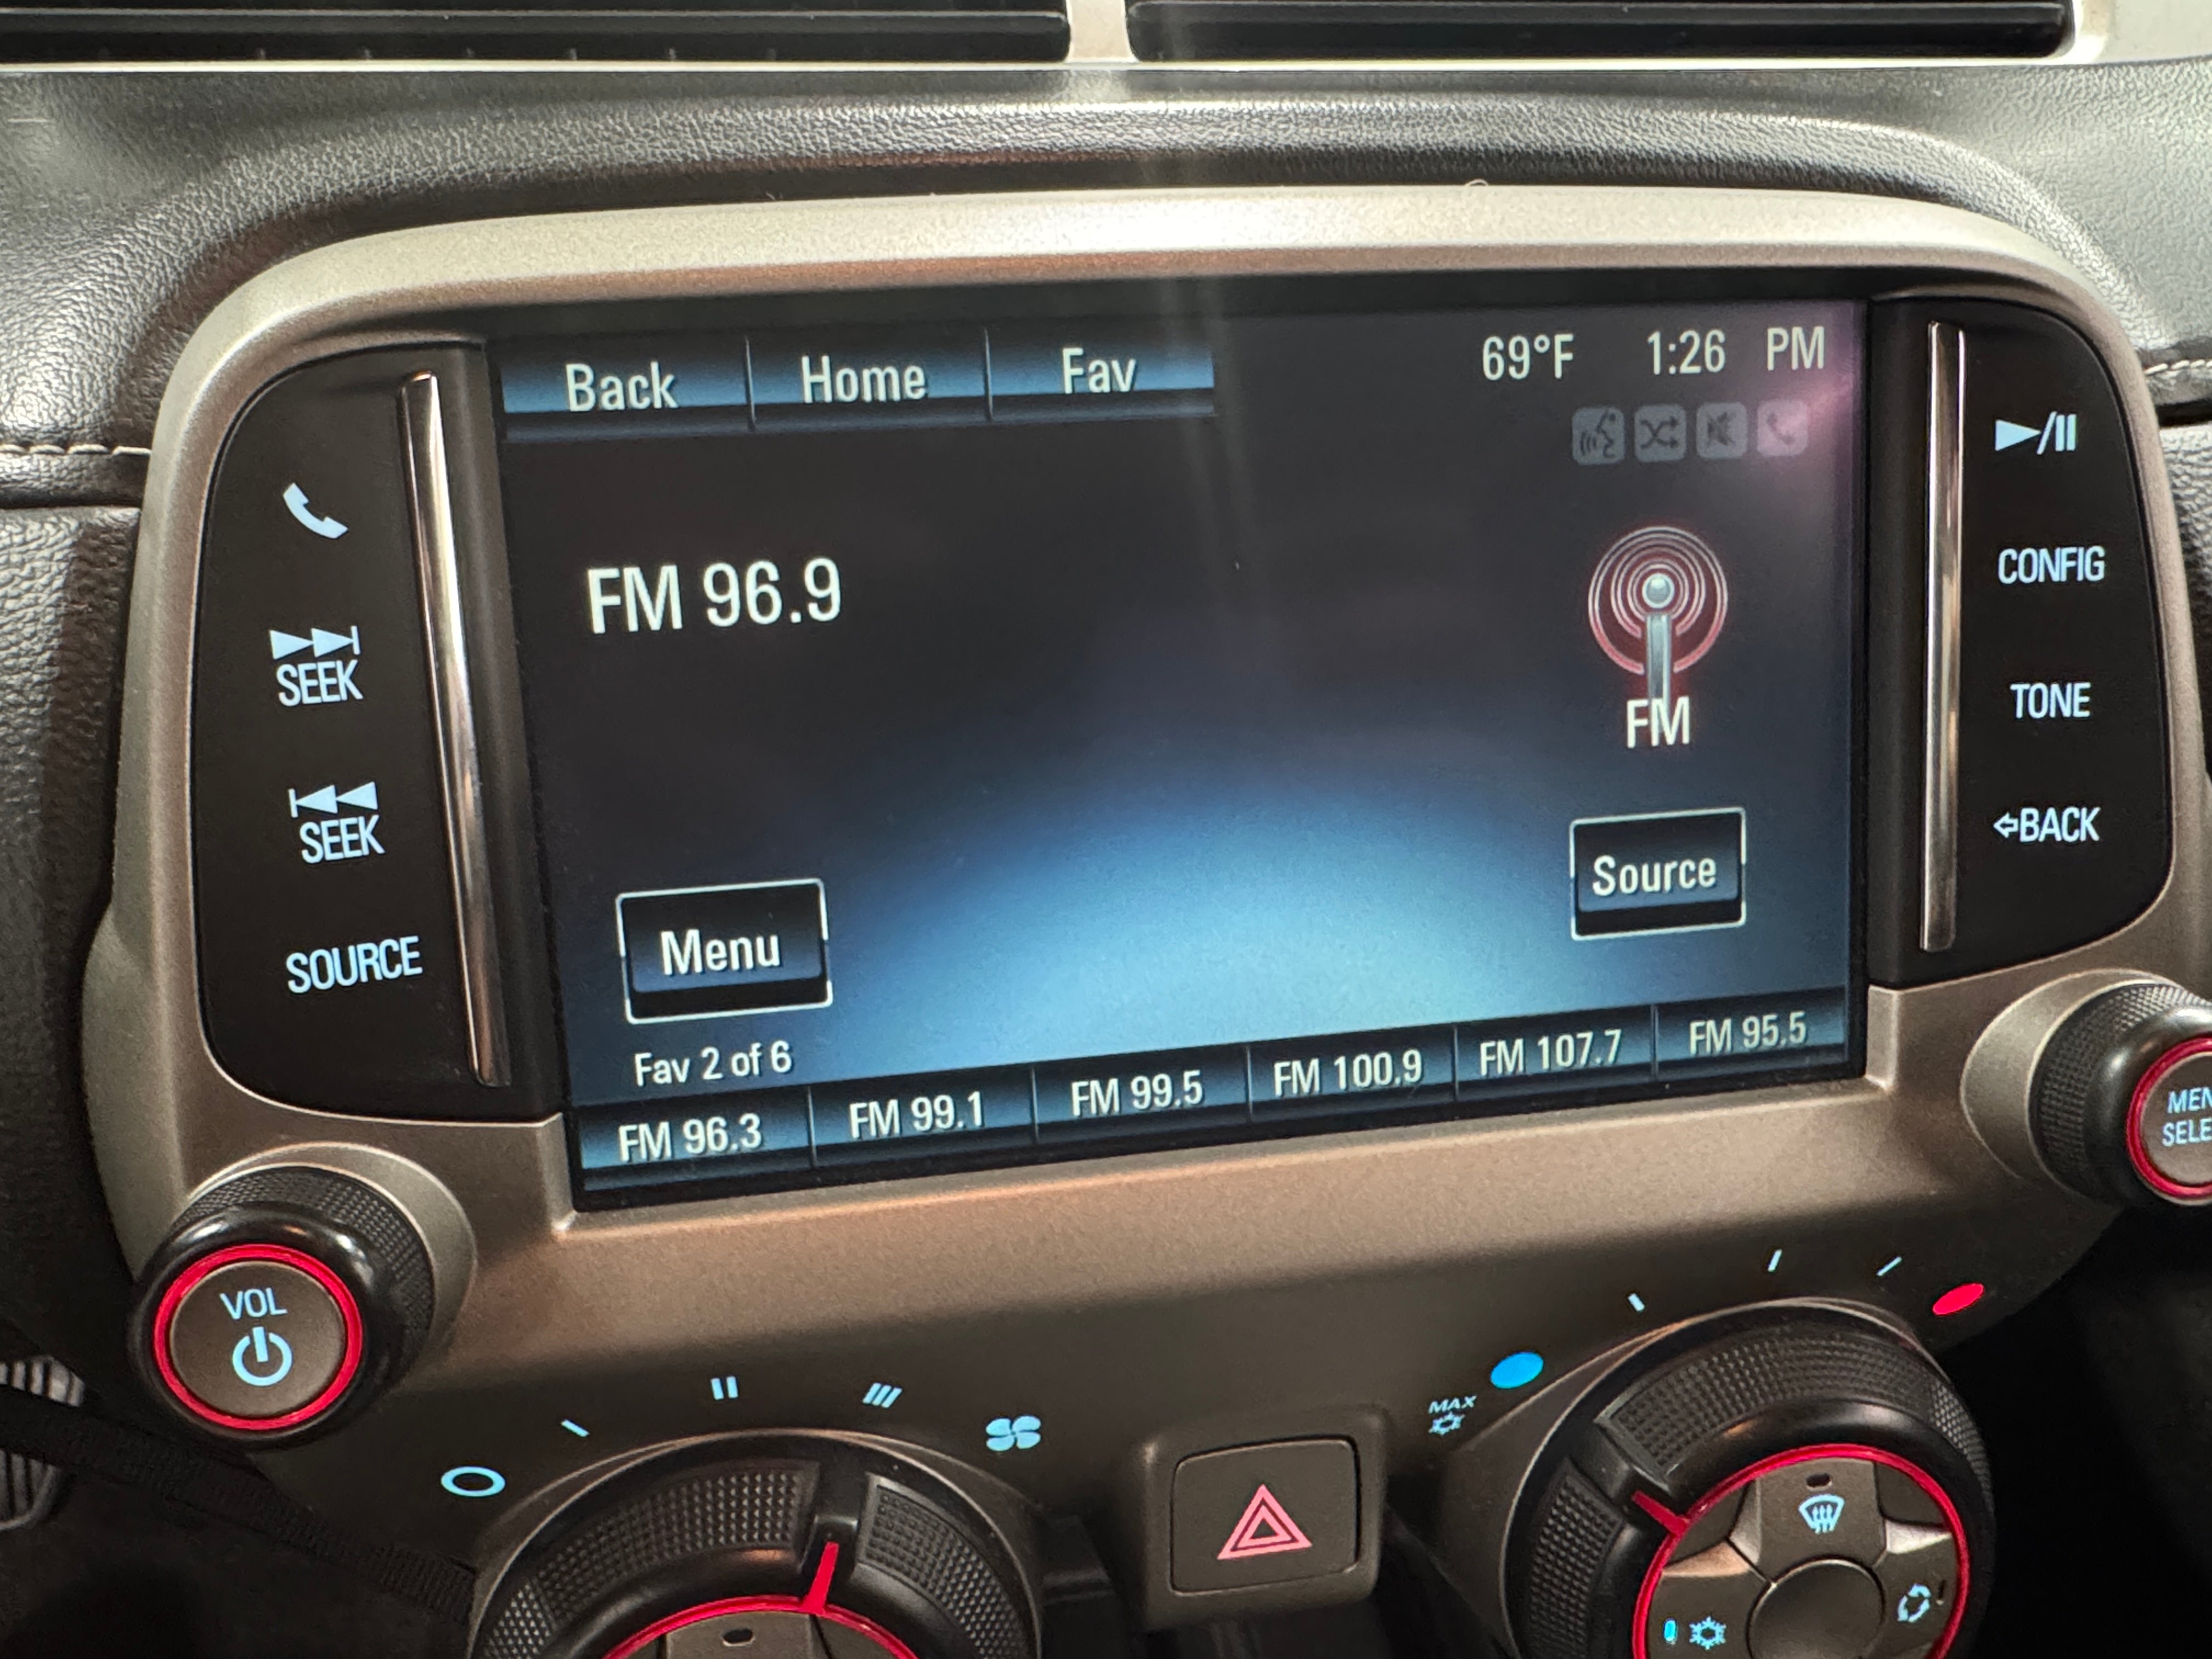 Back Home Fav 69°F 1:26 PM
SEEK
SEEK
SOURCE
FM 96.9
FM
Menu
Source
Fav 2 of 6
FM 96.3 FM 99.1 FM 99.5 FM 100.9 FM 107.7 FM 95.5
CONFIG
TONE
BACK
VOL
MAX